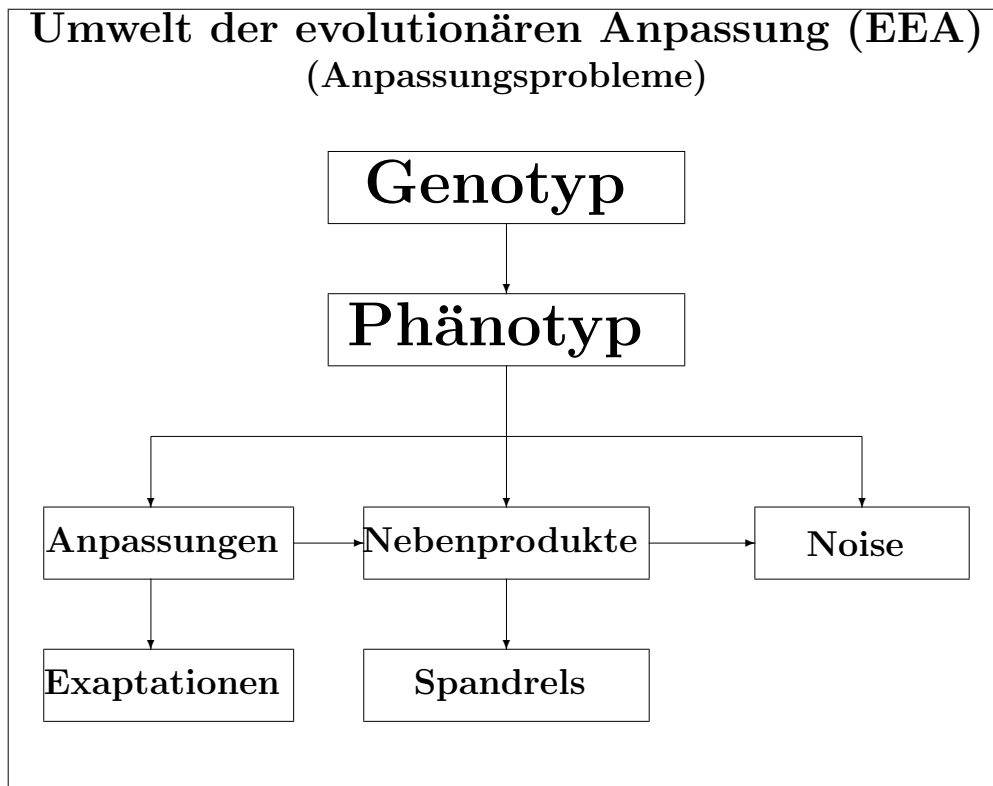 Umwelt der evolutionären Anpassung (EEA)
(Anpassungsprobleme)
Genotyp
Phänotyp
Anpassungen
Nebenprodukte
Noise
Exaptationen
Spandrels